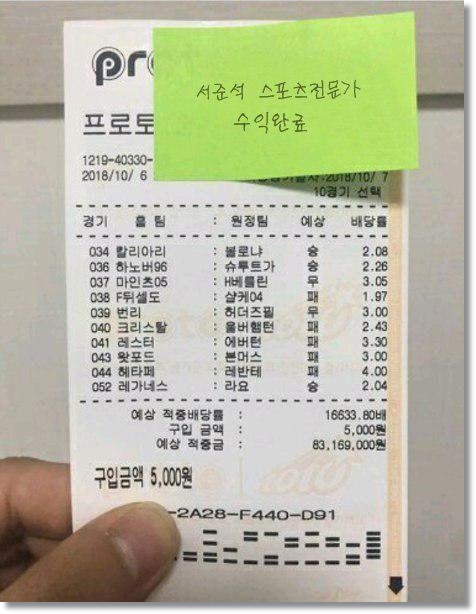 pro
서준석 스포츠전문가
수익완료
프로토
1219-40330-
2018/10/ 6
:2018/10/ 7
10경기 선택
경기 홈 팀 : 원정팀 예상 배당률
034 칼리아리 : 볼로냐 승 2.08
036 하노버96 : 슈투트가 승 2.26
037 마인츠05 : H베를린 무 3.05
038 F뒤셀도 : 샬케04 패 1.97
039 번리 : 허더즈필 무 3.00
040 크리스탈 : 울버햄턴 패 2.43
041 레스터 : 에버턴 패 3.30
043 왓포드 : 본머스 패 3.00
044 헤타페 : 레반테 패 4.00
052 레가네스 : 라요 승 2.04
예상 적중배당률 : 16633.80배
구입 금액 : 5,000원
예상 적중금 : 83,169,000원
구입금액 5,000원
-2A28-F440-D91